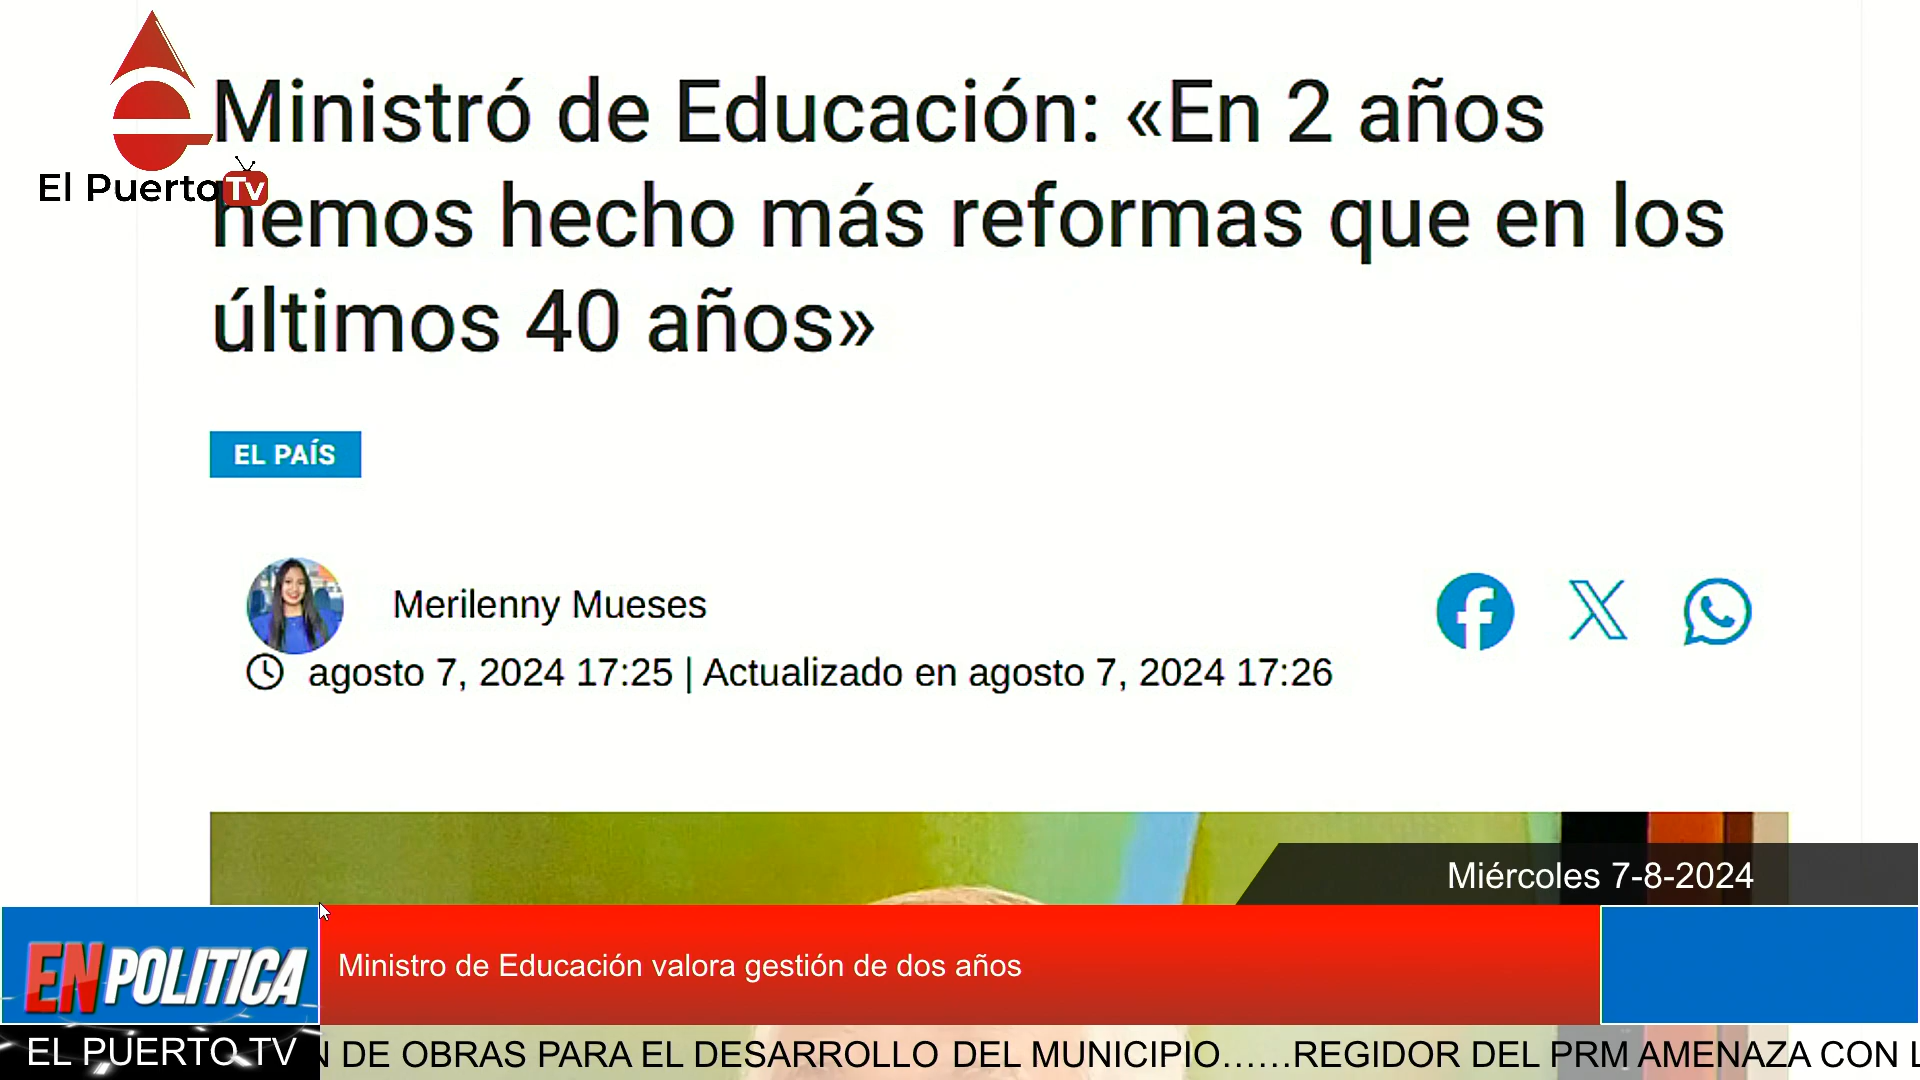 Ministró de Educación: «En 2 años
hemos hecho más reformas que en los
últimos 40 años»
El Puerto Tv
EL PAÍS
Merilenny Mueses
agosto 7, 2024 17:25 | Actualizado en agosto 7, 2024 17:26
Miércoles 7-8-2024
EN POLITICA
Ministro de Educación valora gestión de dos años
EL PUERTO TV
N DE OBRAS PARA EL DESARROLLO DEL MUNICIPIO......REGIDOR DEL PRM AMENAZA CON L